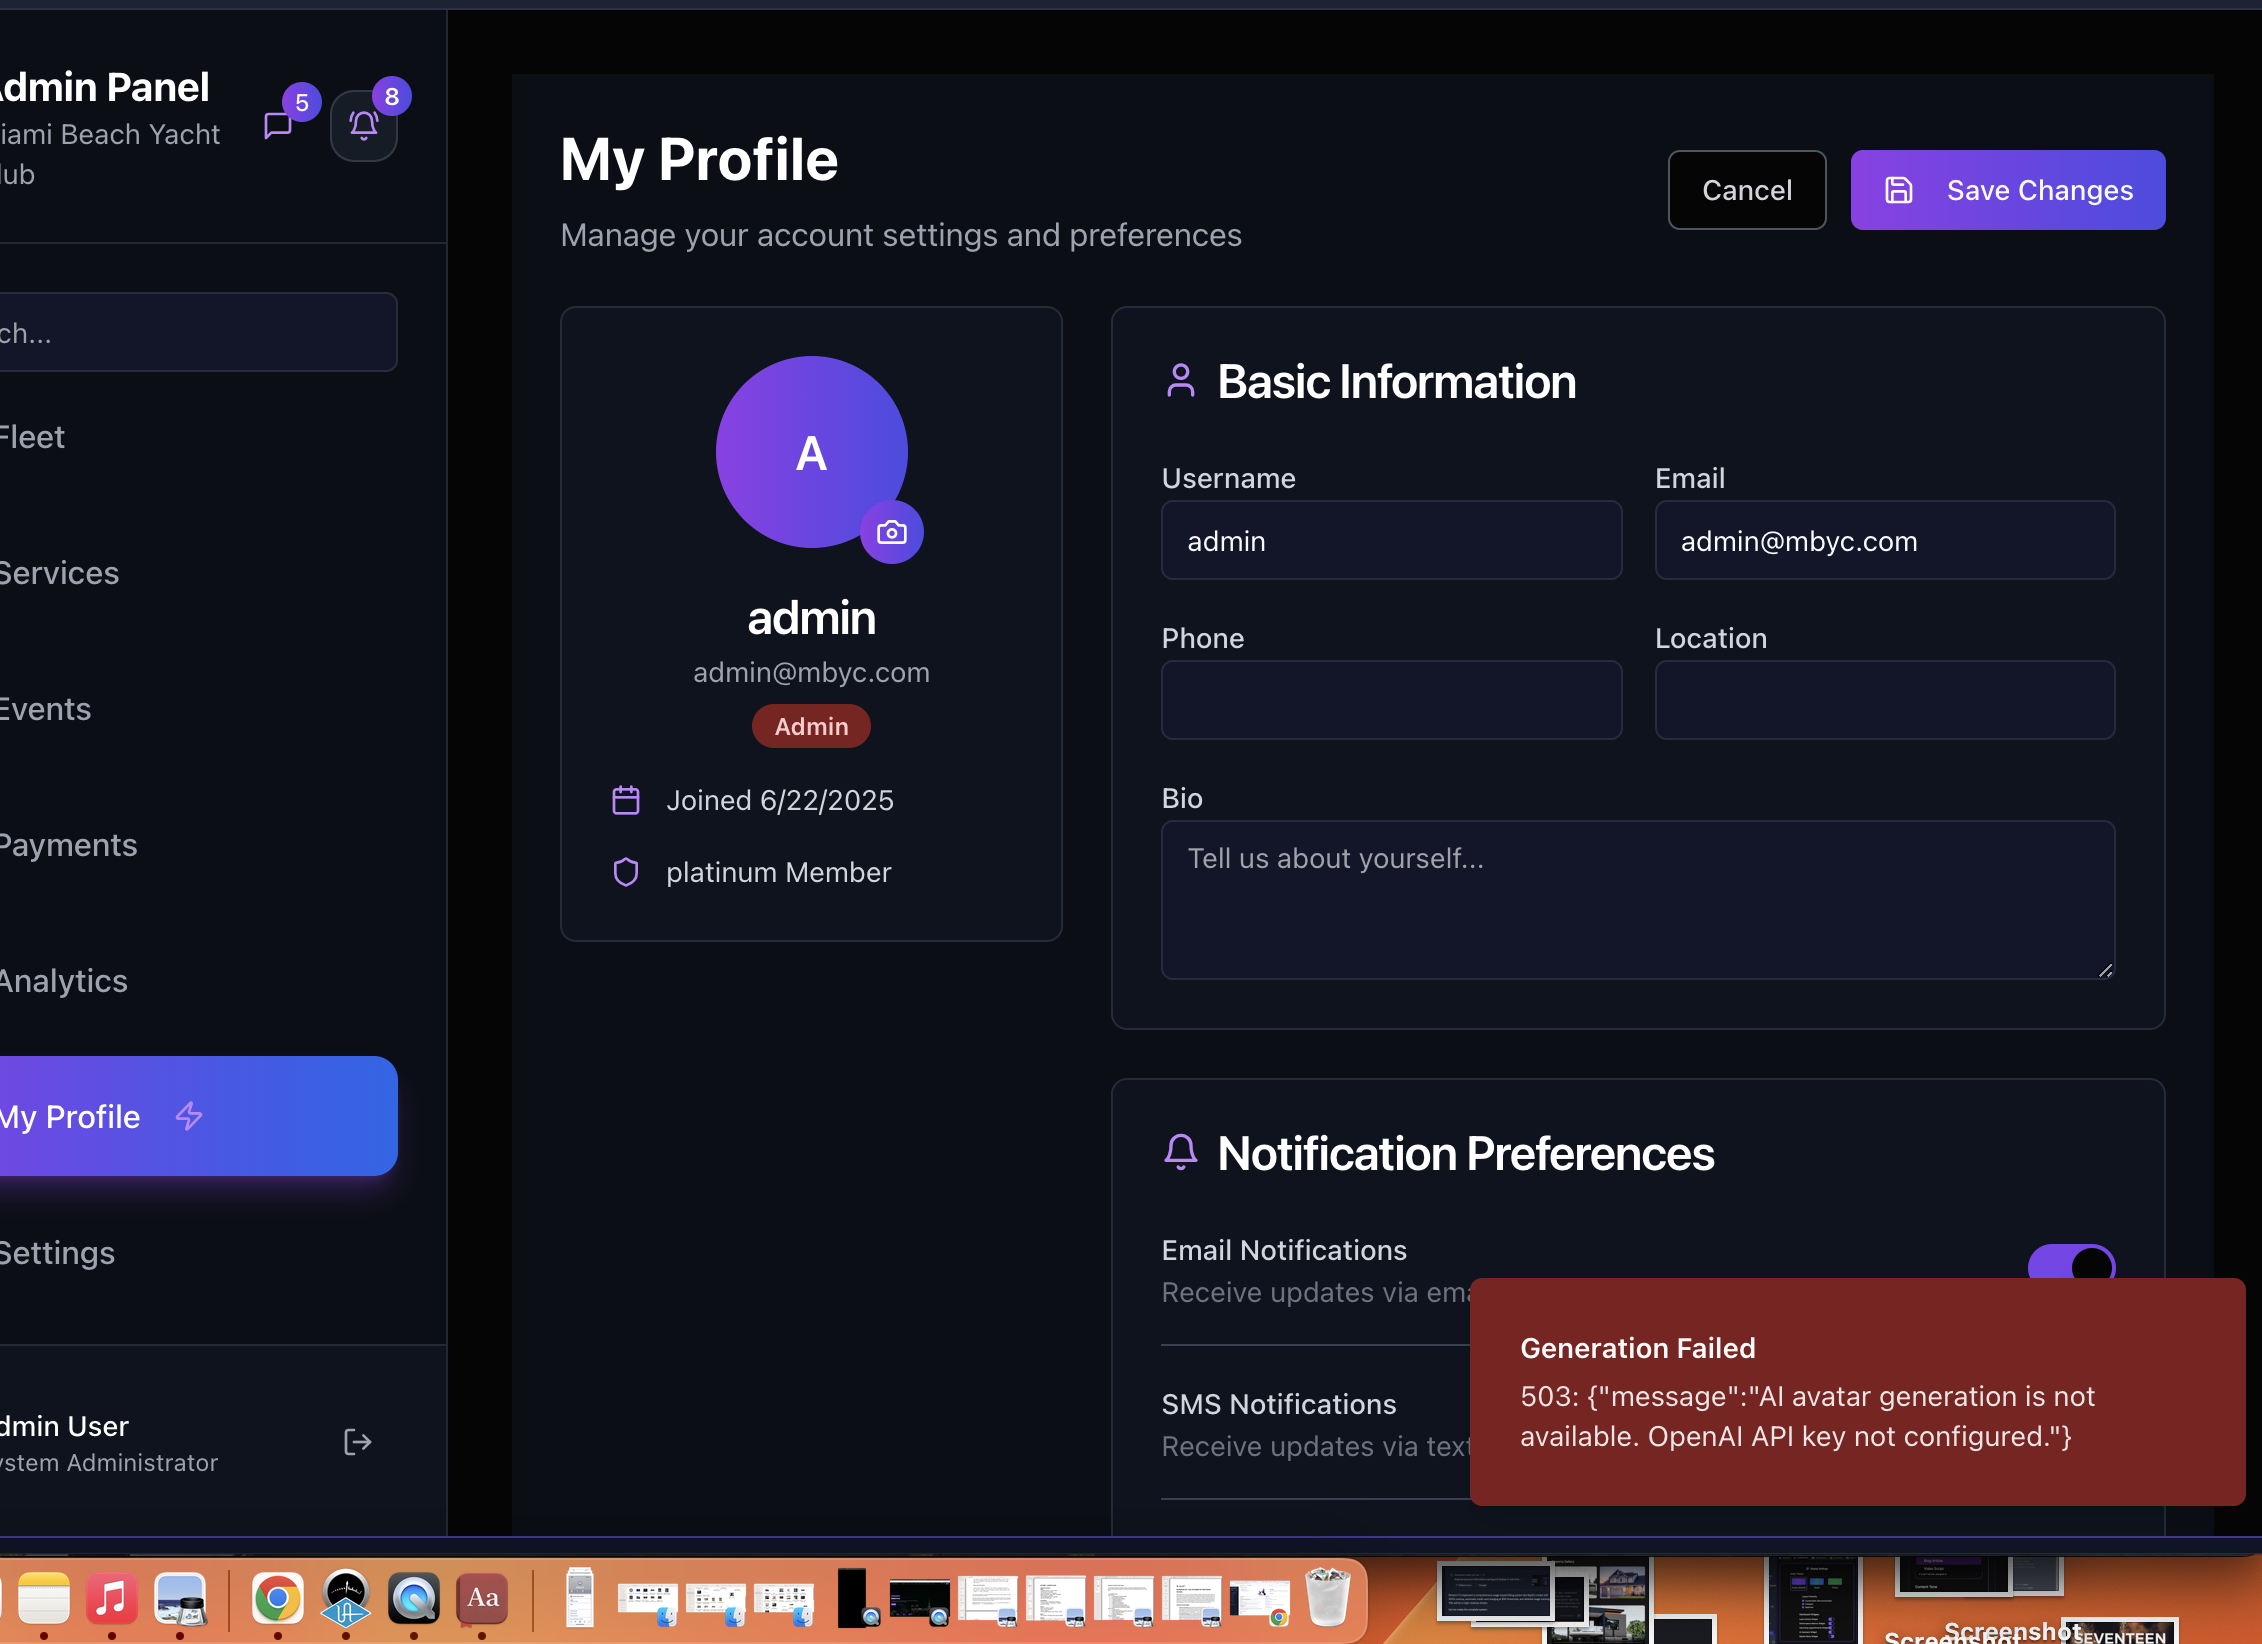 dmin Panel
iami Beach Yacht
lub
5
8
ch...
Fleet
Services
Events
Payments
Analytics
My Profile
Settings
dmin User
ystem Administrator
My Profile
Manage your account settings and preferences
Cancel
Save Changes
A
admin
admin@mbyc.com
Admin
Joined 6/22/2025
platinum Member
Basic Information
Username
admin
Email
admin@mbyc.com
Phone
Location
Bio
Tell us about yourself...
Notification Preferences
Email Notifications
Receive updates via ema
SMS Notifications
Receive updates via text
Generation Failed
503: {"message":"AI avatar generation is not
available. OpenAI API key not configured."}
Aa
Screenshot
Screenshot
SEVENTEEN